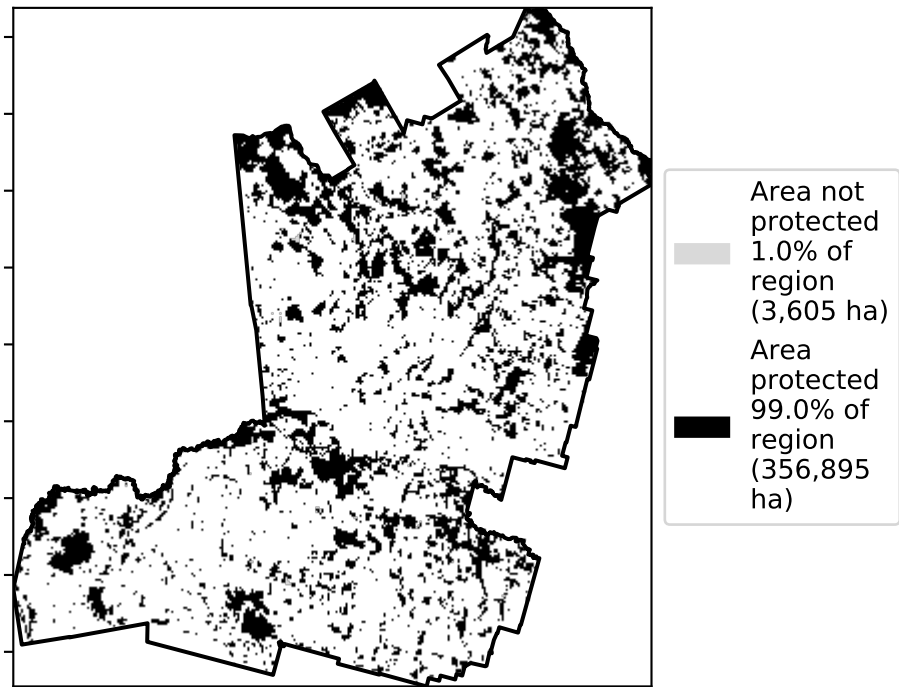 Area not
protected
1.0% of
region
(3,605 ha)
Area
protected
99.0% of
region
(356,895
ha)